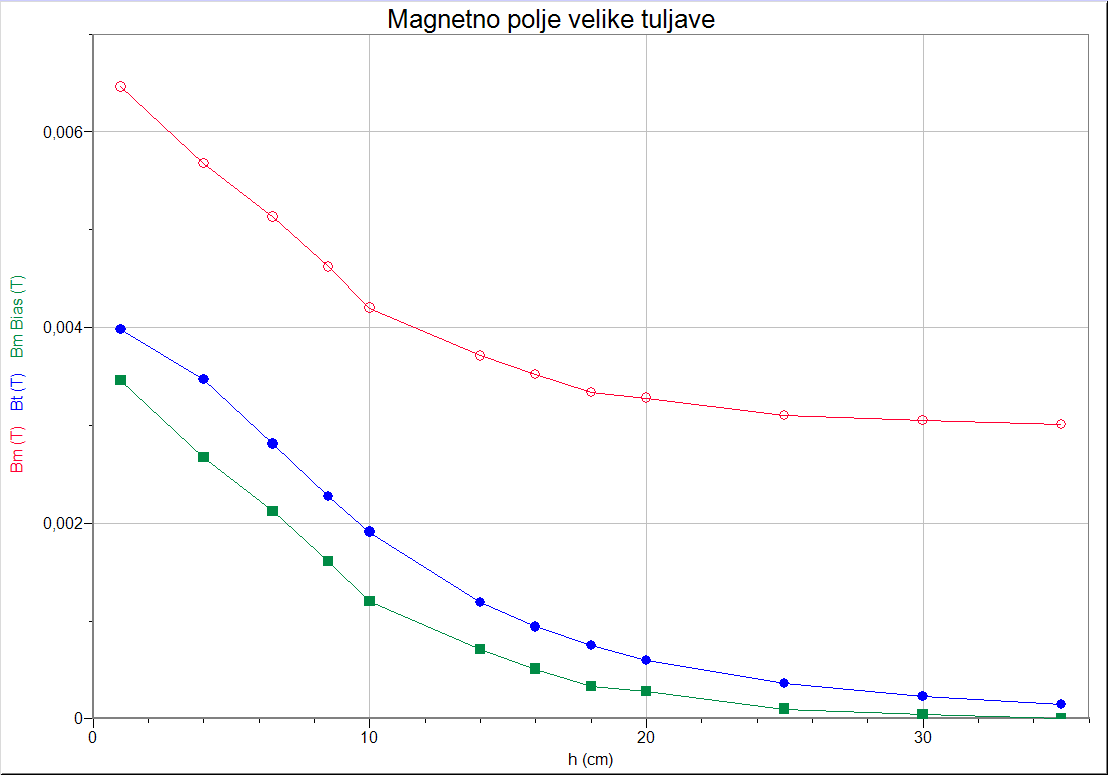 Magnetno polje velike tuljave
0,006
0,004
0,002
0
Bm (T) Bt (T) Bm Bias (T)
0 10 20 30
h (cm)